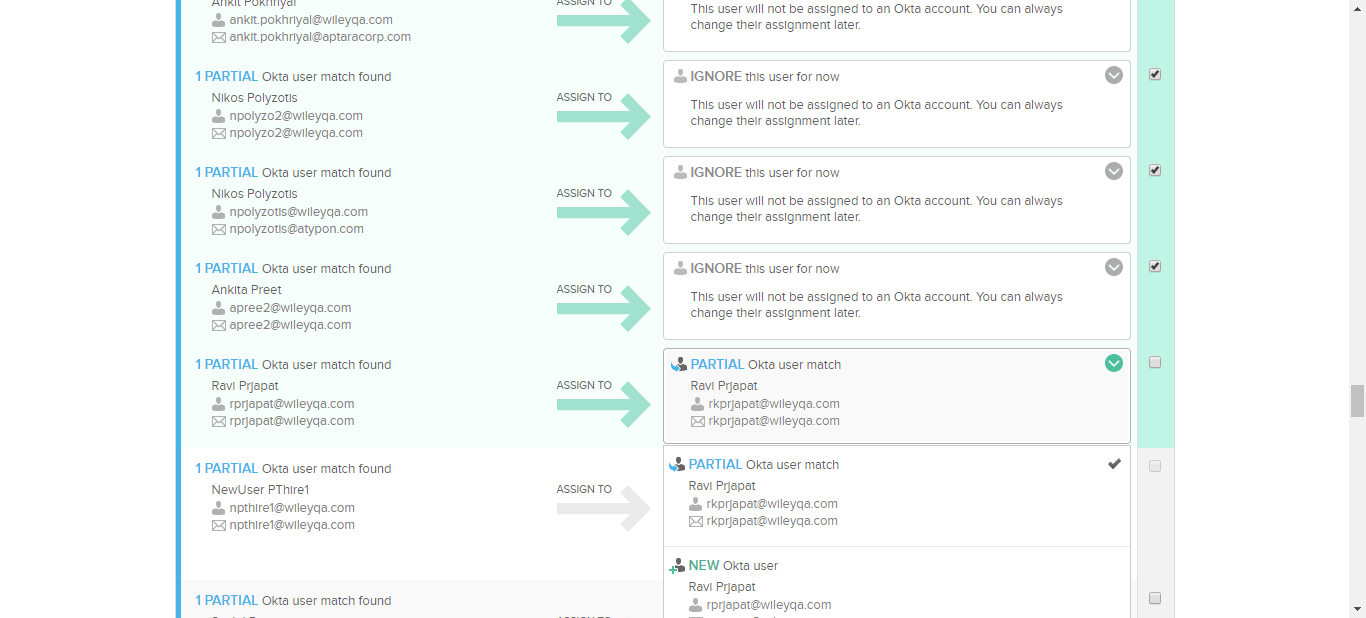 Ankit Pokhriyal
ankit.pokhriyal@wileyqa.com
ankit.pokhriyal@aptaracorp.com
ASSIGN TO
This user will not be assigned to an Okta account. You can always
change their assignment later.
1 PARTIAL Okta user match found
Nikos Polyzotis
npolyzo2@wileyqa.com
npolyzo2@wileyqa.com
ASSIGN TO
IGNORE this user for now
This user will not be assigned to an Okta account. You can always
change their assignment later.
1 PARTIAL Okta user match found
Nikos Polyzotis
npolyzotis@wileyqa.com
npolyzotis@atypon.com
ASSIGN TO
IGNORE this user for now
This user will not be assigned to an Okta account. You can always
change their assignment later.
1 PARTIAL Okta user match found
Ankita Preet
apree2@wileyqa.com
apree2@wileyqa.com
ASSIGN TO
IGNORE this user for now
This user will not be assigned to an Okta account. You can always
change their assignment later.
1 PARTIAL Okta user match found
Ravi Prjapat
rprjapat@wileyqa.com
rprjapat@wileyqa.com
ASSIGN TO
PARTIAL Okta user match
Ravi Prjapat
rkprjapat@wileyqa.com
rkprjapat@wileyqa.com
1 PARTIAL Okta user match found
NewUser PThire1
npthire1@wileyqa.com
npthire1@wileyqa.com
ASSIGN TO
PARTIAL Okta user match
Ravi Prjapat
rkprjapat@wileyqa.com
rkprjapat@wileyqa.com
NEW Okta user
Ravi Prjapat
rprjapat@wileyqa.com
1 PARTIAL Okta user match found
ASSIGN TO